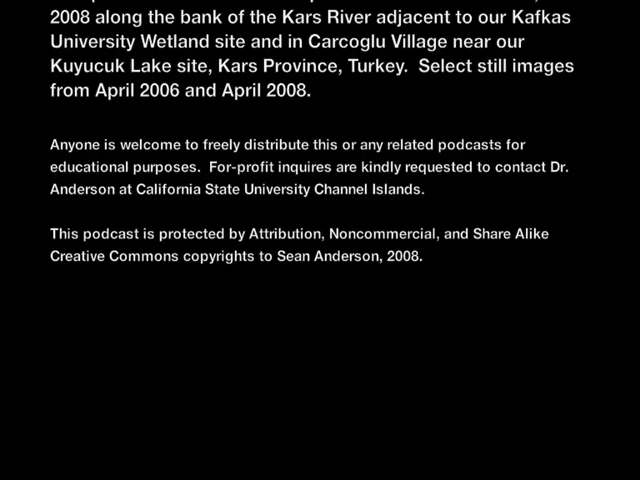 2008 along the bank of the Kars River adjacent to our Kafkas
University Wetland site and in Carcoglu Village near our
Kuyucuk Lake site, Kars Province, Turkey.  Select still images
from April 2006 and April 2008.
Anyone is welcome to freely distribute this or any related podcasts for
educational purposes.  For-profit inquires are kindly requested to contact Dr.
Anderson at California State University Channel Islands.
This podcast is protected by Attribution, Noncommercial, and Share Alike
Creative Commons copyrights to Sean Anderson, 2008.